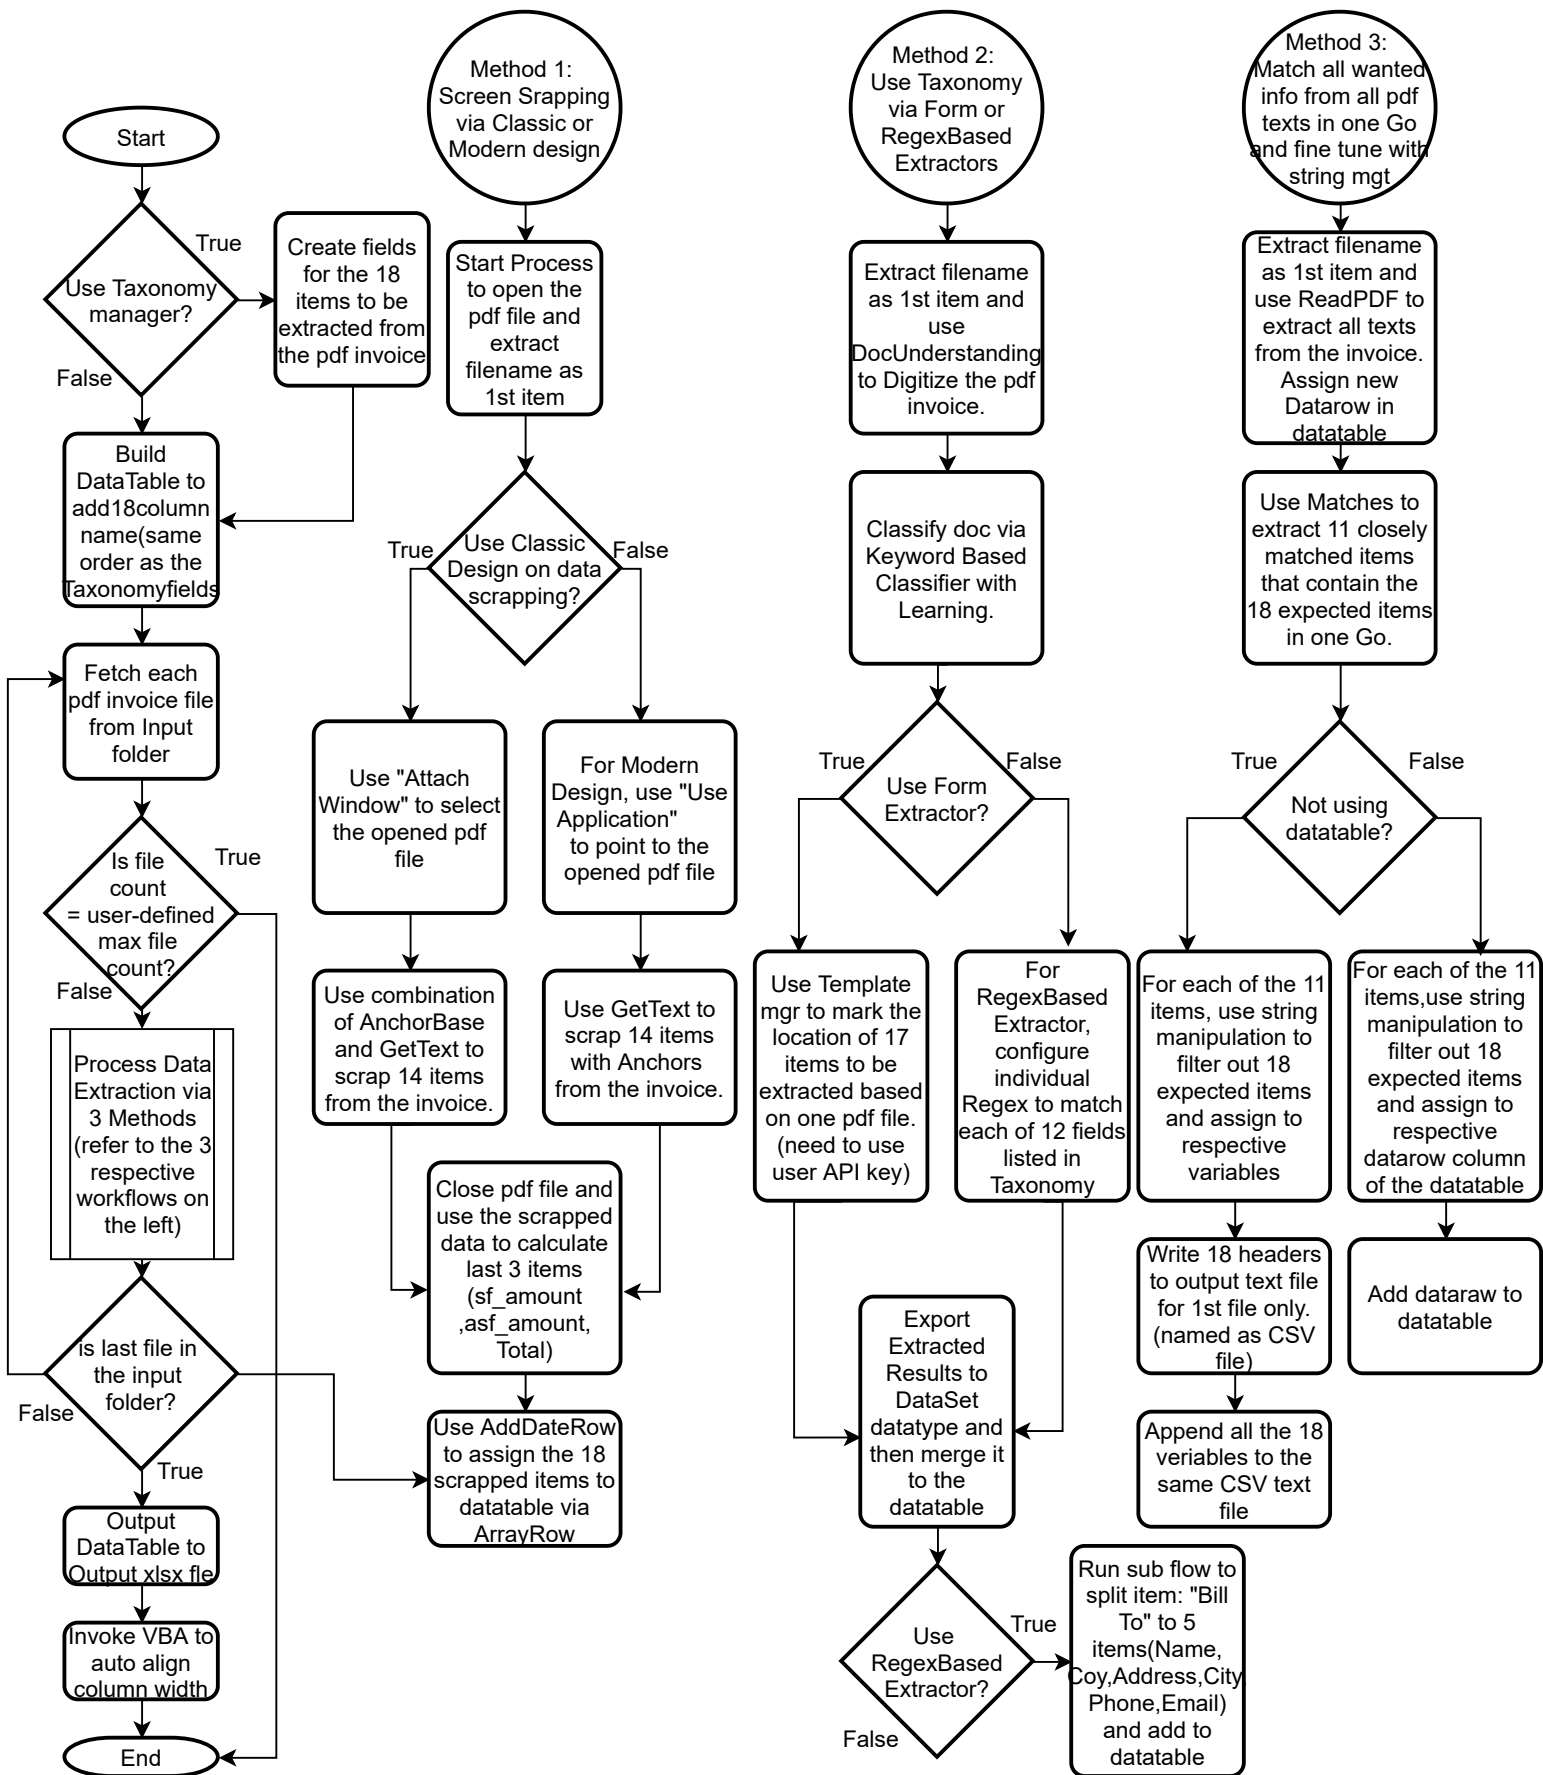 Start
Use Taxonomy
manager?
True
False
Create fields
for the 18
items to be
extracted from
the pdf invoice
Build
DataTable to
add18column
name(same
order as the
Taxonomyfields
Fetch each
pdf invoice file
from Input
folder
Is file
count
= user-defined
max file
count?
True
False
Process Data
Extraction via
3 Methods
(refer to the 3
respective
workflows on
the left)
is last file in
the input
folder?
False
True
Output
DataTable to
Output xlsx fle
Invoke VBA to
auto align
column width
End
Method 1:
Screen Srapping
via Classic or
Modern design
Start Process
to open the
pdf file and
extract
filename as
1st item
Use Classic
Design on data
scrapping?
True
False
Use "Attach
Window" to select
the opened pdf
file
For Modern
Design, use "Use
Application"
to point to the
opened pdf file
Use combination
of AnchorBase
and GetText to
scrap 14 items
from the invoice.
Use GetText to
scrap 14 items
with Anchors
from the invoice.
Close pdf file and
use the scrapped
data to calculate
last 3 items
(sf_amount
,asf_amount,
Total)
Use AddDateRow
to assign the 18
scrapped items to
datatable via
ArrayRow
Method 2:
Use Taxonomy
via Form or
RegexBased
Extractors
Extract filename
as 1st item and
use
DocUnderstanding
to Digitize the pdf
invoice.
Classify doc via
Keyword Based
Classifier with
Learning.
Use Form
Extractor?
True
False
Use Template
mgr to mark the
location of 17
items to be
extracted based
on one pdf file.
(need to use
user API key)
For
RegexBased
Extractor,
configure
individual
Regex to match
each of 12 fields
listed in
Taxonomy
Export
Extracted
Results to
DataSet
datatype and
then merge it
to the
datatable
Use
RegexBased
Extractor?
True
False
Run sub flow to
split item: "Bill
To" to 5
items(Name,
Coy,Address,City,
Phone,Email)
and add to
datatable
Method 3:
Match all wanted
info from all pdf
texts in one Go
and fine tune with
string mgt
Extract filename
as 1st item and
use ReadPDF to
extract all texts
from the invoice.
Assign new
Datarow in
datatable
Use Matches to
extract 11 closely
matched items
that contain the
18 expected items
in one Go.
Not using
datatable?
True
False
For each of the 11
items, use string
manipulation to
filter out 18
expected items
and assign to
respective
variables
For each of the 11
items,use string
manipulation to
filter out 18
expected items
and assign to
respective
datarow column
of the datatable
Write 18 headers
to output text file
for 1st file only.
(named as CSV
file)
Add dataraw to
datatable
Append all the 18
veriables to the
same CSV text
file